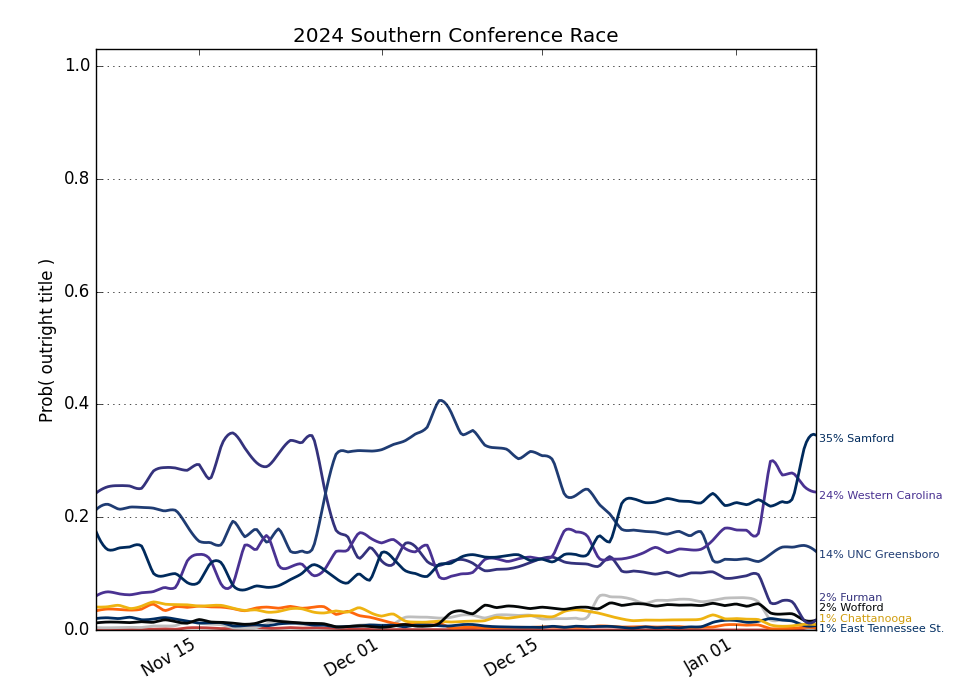 2024 Southern Conference Race
Prob( outright title )
1.0
0.8
0.6
0.4
0.2
0.0
Nov 15
Dec 01
Dec 15
Jan 01
35% Samford
24% Western Carolina
14% UNC Greensboro
2% Furman
2% Wofford
1% Chattanooga
1% East Tennessee St.